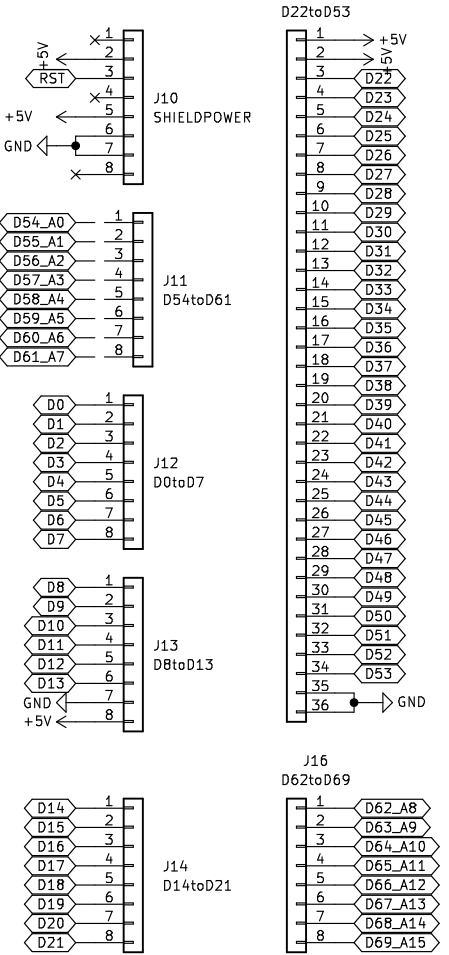 1
+5V 2
RST 3
4
+5V 5
GND 6
7
8
J10
SHIELDPOWER
D54_A0 1
D55_A1 2
D56_A2 3
D57_A3 4
D58_A4 5
D59_A5 6
D60_A6 7
D61_A7 8
J11
D54toD61
D0 1
D1 2
D2 3
D3 4
D4 5
D5 6
D6 7
D7 8
J12
D0toD7
D8 1
D9 2
D10 3
D11 4
D12 5
D13 6
GND 7
+5V 8
J13
D8toD13
D14 1
D15 2
D16 3
D17 4
D18 5
D19 6
D20 7
D21 8
J14
D14toD21
D22toD53
1 +5V
2 +5V
3 D22
4 D23
5 D24
6 D25
7 D26
8 D27
9 D28
10 D29
11 D30
12 D31
13 D32
14 D33
15 D34
16 D35
17 D36
18 D37
19 D38
20 D39
21 D40
22 D41
23 D42
24 D43
25 D44
26 D45
27 D46
28 D47
29 D48
30 D49
31 D50
32 D51
33 D52
34 D53
35
36 GND
J16
D62toD69
1 D62_A8
2 D63_A9
3 D64_A10
4 D65_A11
5 D66_A12
6 D67_A13
7 D68_A14
8 D69_A15